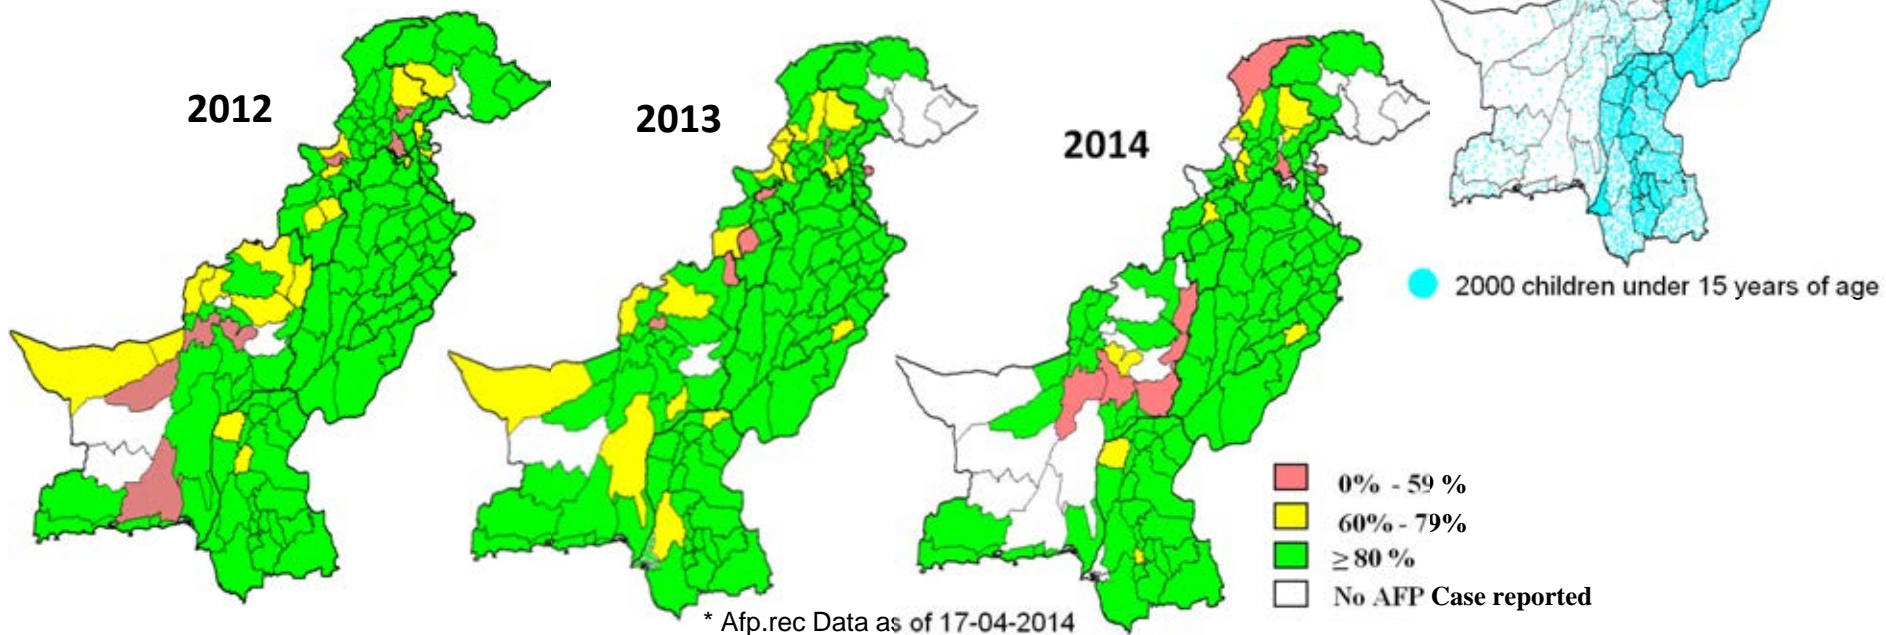 2012
2013
2014
2000 children under 15 years of age
0% - 59 %
60% - 79%
≥ 80 %
No AFP Case reported
* Afp.rec Data as of 17-04-2014